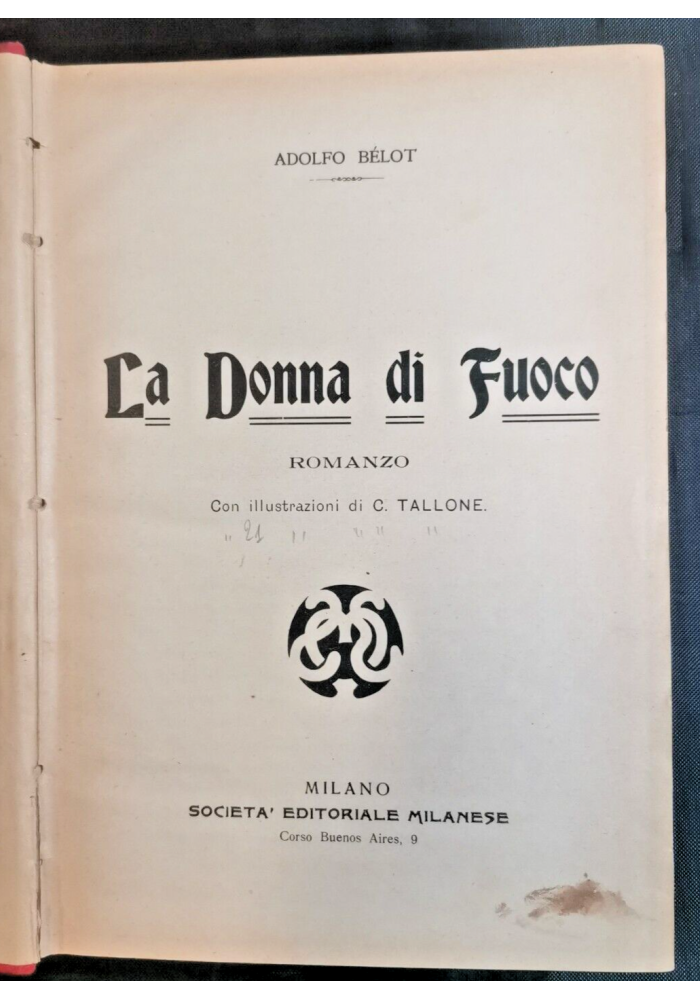 ADOLFO BÉLOT
La Donna di Fuoco
ROMANZO
Con illustrazioni di C. TALLONE.
" 21 " " " "
MILANO
SOCIETA' EDITORIALE MILANESE
Corso Buenos Aires, 9